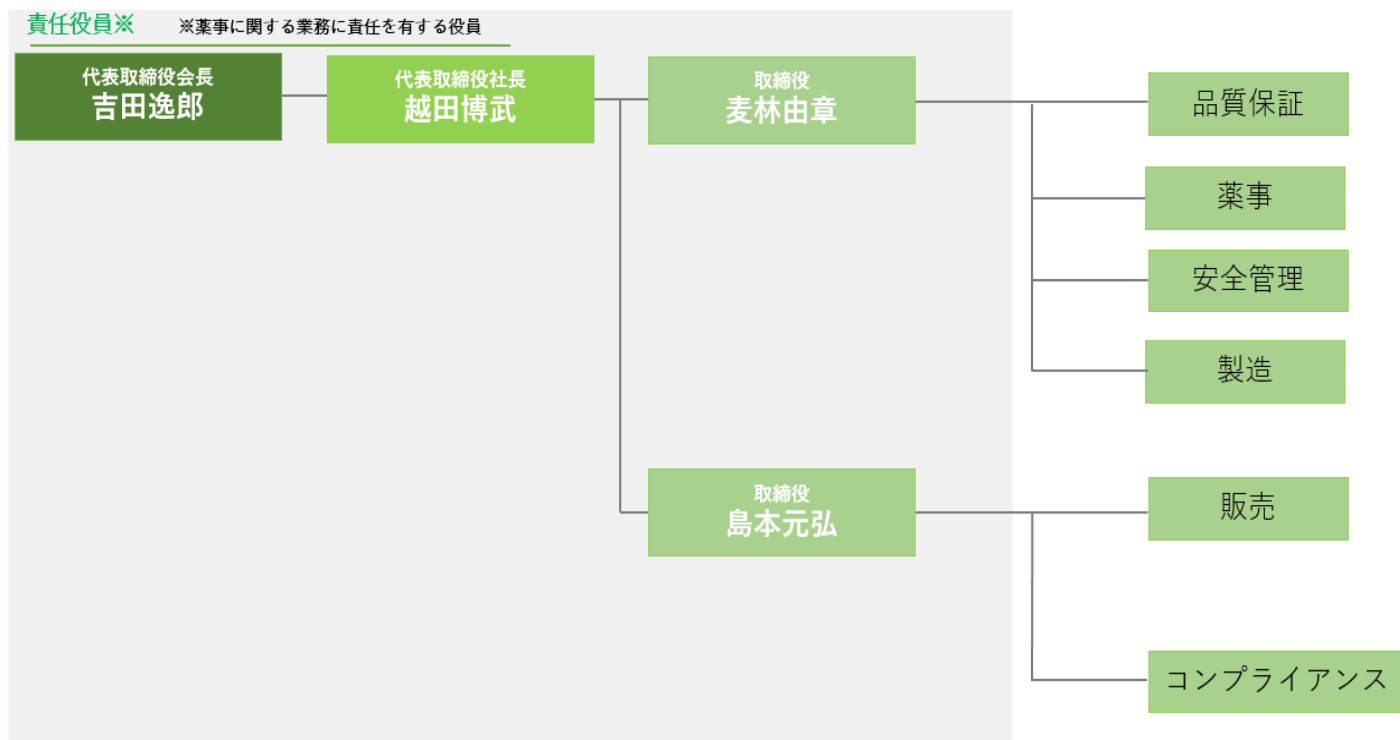 責任役員※ ※薬事に関する業務に責任を有する役員
代表取締役会長
吉田逸郎
代表取締役社長
越田博武
取締役
麦林由章
品質保証
薬事
安全管理
製造
取締役
島本元弘
販売
コンプライアンス